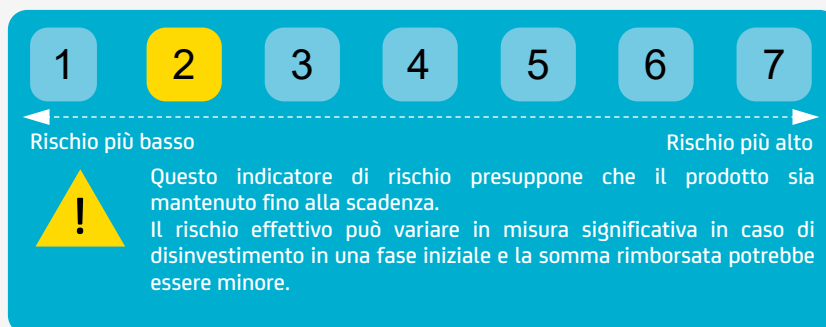 1 2 3 4 5 6 7
Rischio più basso Rischio più alto
!
Questo indicatore di rischio presuppone che il prodotto sia
mantenuto fino alla scadenza.
Il rischio effettivo può variare in misura significativa in caso di
disinvestimento in una fase iniziale e la somma rimborsata potrebbe
essere minore.